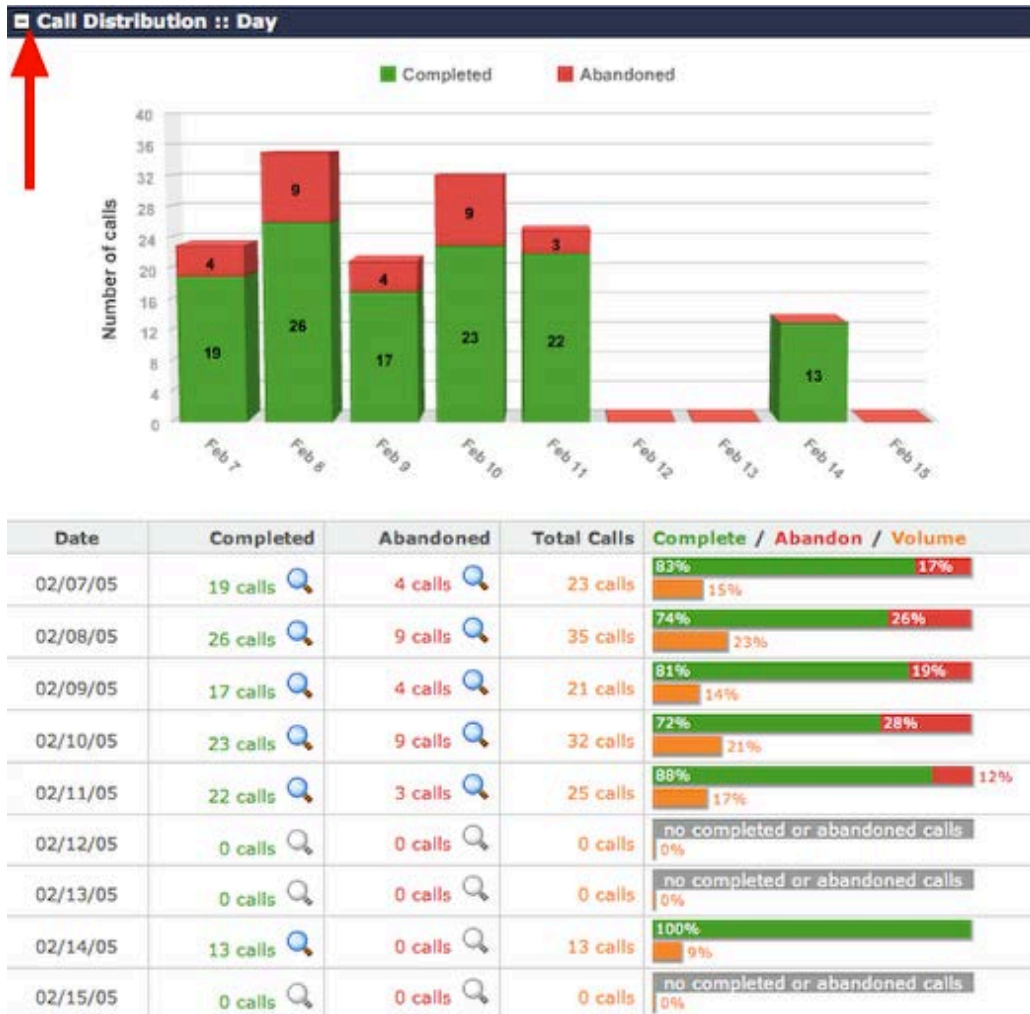 Call Distribution :: Day
Completed Abandoned
40
36
32
28
24
20
16
12
8
4
0
Number of calls
9
9
4
4
3
19
26
17
23
22
13
Feb 7 Feb 8 Feb 9 Feb 10 Feb 11 Feb 12 Feb 13 Feb 14 Feb 15
Date Completed Abandoned Total Calls Complete / Abandon / Volume
02/07/05 19 calls 4 calls 23 calls 83% 17%
15%
02/08/05 26 calls 9 calls 35 calls 74% 26%
23%
02/09/05 17 calls 4 calls 21 calls 81% 19%
14%
02/10/05 23 calls 9 calls 32 calls 72% 28%
21%
02/11/05 22 calls 3 calls 25 calls 88% 12%
17%
02/12/05 0 calls 0 calls 0 calls no completed or abandoned calls
0%
02/13/05 0 calls 0 calls 0 calls no completed or abandoned calls
0%
02/14/05 13 calls 0 calls 13 calls 100%
9%
02/15/05 0 calls 0 calls 0 calls no completed or abandoned calls
0%